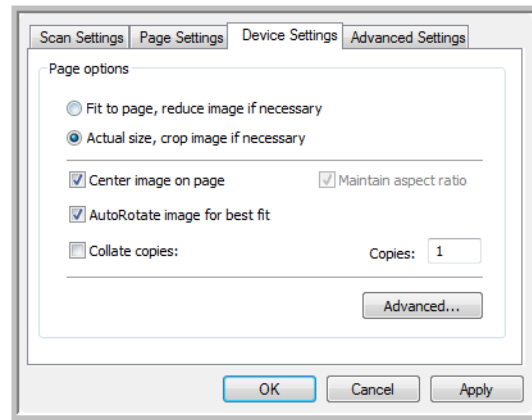 Scan Settings Page Settings Device Settings Advanced Settings
Page options
Fit to page, reduce image if necessary
Actual size, crop image if necessary
Center image on page Maintain aspect ratio
AutoRotate image for best fit
Collate copies: Copies: 1
Advanced...
OK Cancel Apply